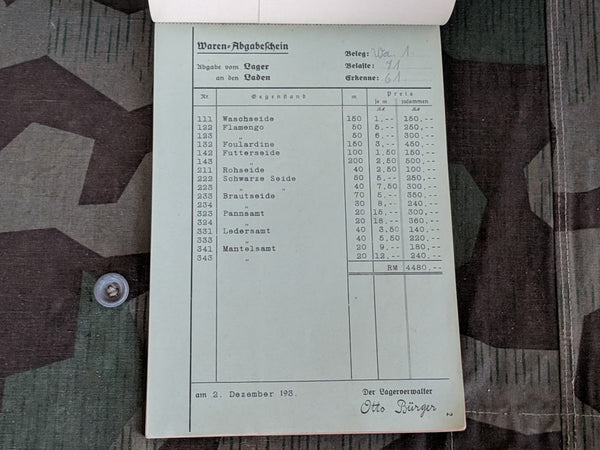 Waren-Abgabeschein
Beleg: Wa 1.
Abgabe vom Lager
Belaste: 71
an den Laden
Erkenne: 61
Nr. Gegenstand m Preis
je m zusammen
RM RM
111 Waschseide 150 1,-- 150,--
122 Flamengo 50 5,-- 250,--
123 " 50 6,-- 300,--
132 Foulardine 150 3,-- 450,--
142 Futterseide 100 1,50 150,--
143 " 200 2,50 500,--
211 Rohseide 40 2,50 100,--
222 Schwarze Seide 50 5,-- 250,--
223 " " 40 7,50 300,--
233 Brautseide 70 5,-- 350,--
234 " 30 8,-- 240,--
323 Pannsamt 20 15,-- 300,--
324 " 20 18,-- 360,--
331 Ledersamt 40 3,50 140,--
333 " 40 5,50 220,--
341 Mantelsamt 20 9,-- 180,--
343 " 20 12,-- 240,--
RM 4480,--
am 2. Dezember 193.
Der Lagerverwalter
Otto Bürger
2